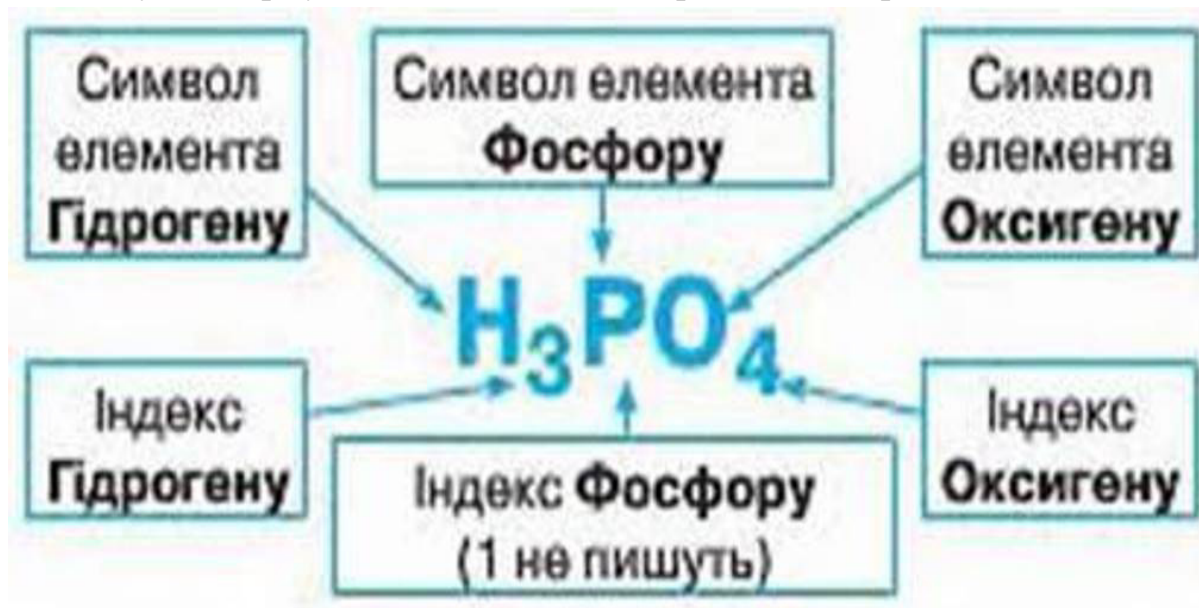 Символ
елемента
Гідрогену
Символ елемента
Фосфору
Символ
елемента
Оксигену
H₃PO₄
Індекс
Гідрогену
Індекс Фосфору
(1 не пишуть)
Індекс
Оксигену